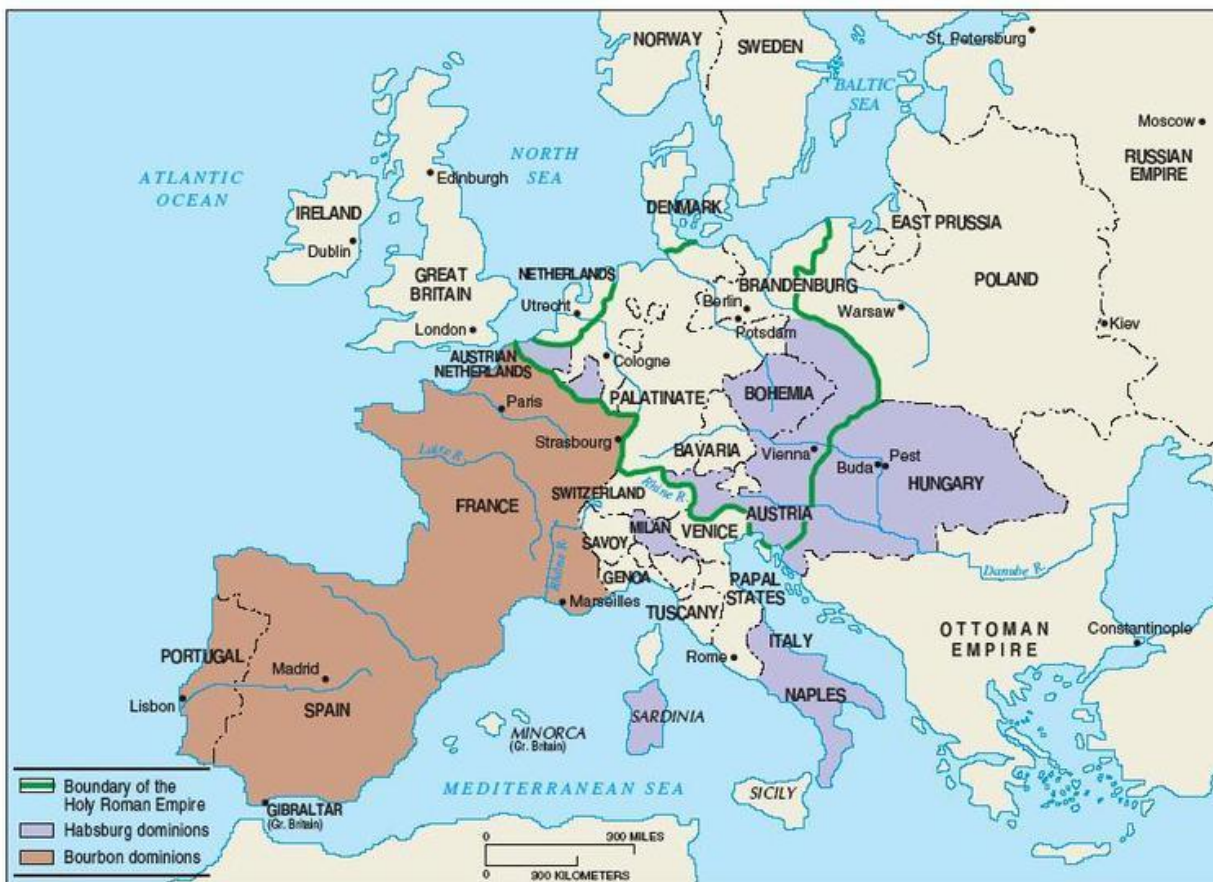 NORWAY
SWEDEN
St. Petersburg
BALTIC
SEA
Moscow
RUSSIAN
EMPIRE
ATLANTIC
OCEAN
NORTH
SEA
Edinburgh
IRELAND
Dublin
DENMARK
EAST PRUSSIA
GREAT
BRITAIN
London
NETHERLANDS
Utrecht
BRANDENBURG
Berlin
Potsdam
POLAND
Warsaw
Kiev
AUSTRIAN
NETHERLANDS
Cologne
Paris
PALATINATE
BOHEMIA
Strasbourg
BAVARIA
Vienna
Buda
Pest
Loire R.
HUNGARY
FRANCE
SWITZERLAND
Rhine R.
AUSTRIA
MILAN
VENICE
SAVOY
Rhône R.
GENOA
Danube R.
Marseilles
TUSCANY
PAPAL
STATES
OTTOMAN
EMPIRE
Constantinople
PORTUGAL
Madrid
Lisbon
SPAIN
Rome
ITALY
NAPLES
SARDINIA
MINORCA
(Gr. Britain)
MEDITERRANEAN SEA
SICILY
GIBRALTAR
(Gr. Britain)
Boundary of the
Holy Roman Empire
Habsburg dominions
Bourbon dominions
0 300 MILES
0 300 KILOMETERS